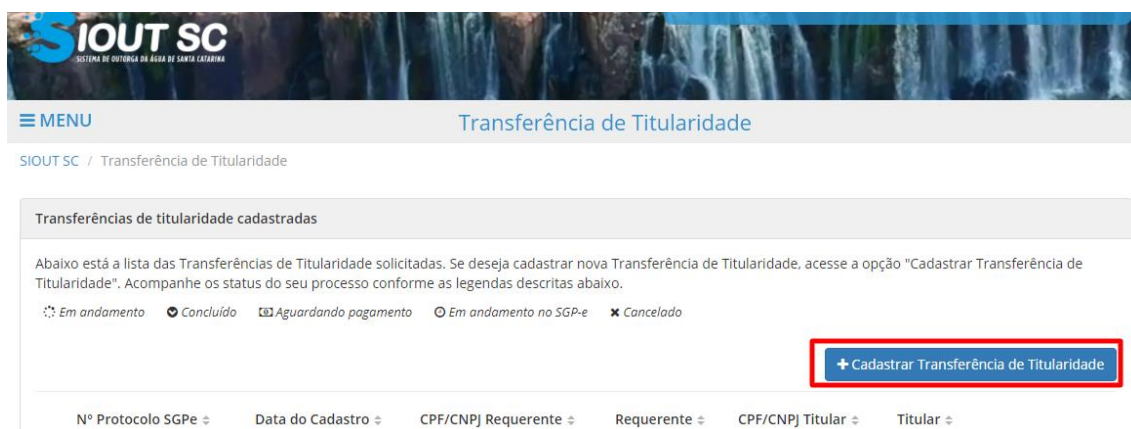 SIOUT SC
SISTEMA DE OUTORGA DA ÁGUA DE SANTA CATARINA
MENU
Transferência de Titularidade
SIOUT SC / Transferência de Titularidade
Transferências de titularidade cadastradas
Abaixo está a lista das Transferências de Titularidade solicitadas. Se deseja cadastrar nova Transferência de Titularidade, acesse a opção "Cadastrar Transferência de
Titularidade". Acompanhe os status do seu processo conforme as legendas descritas abaixo.
Em andamento Concluído Aguardando pagamento Em andamento no SGP-e Cancelado
+ Cadastrar Transferência de Titularidade
Nº Protocolo SGPe Data do Cadastro CPF/CNPJ Requerente Requerente CPF/CNPJ Titular Titular